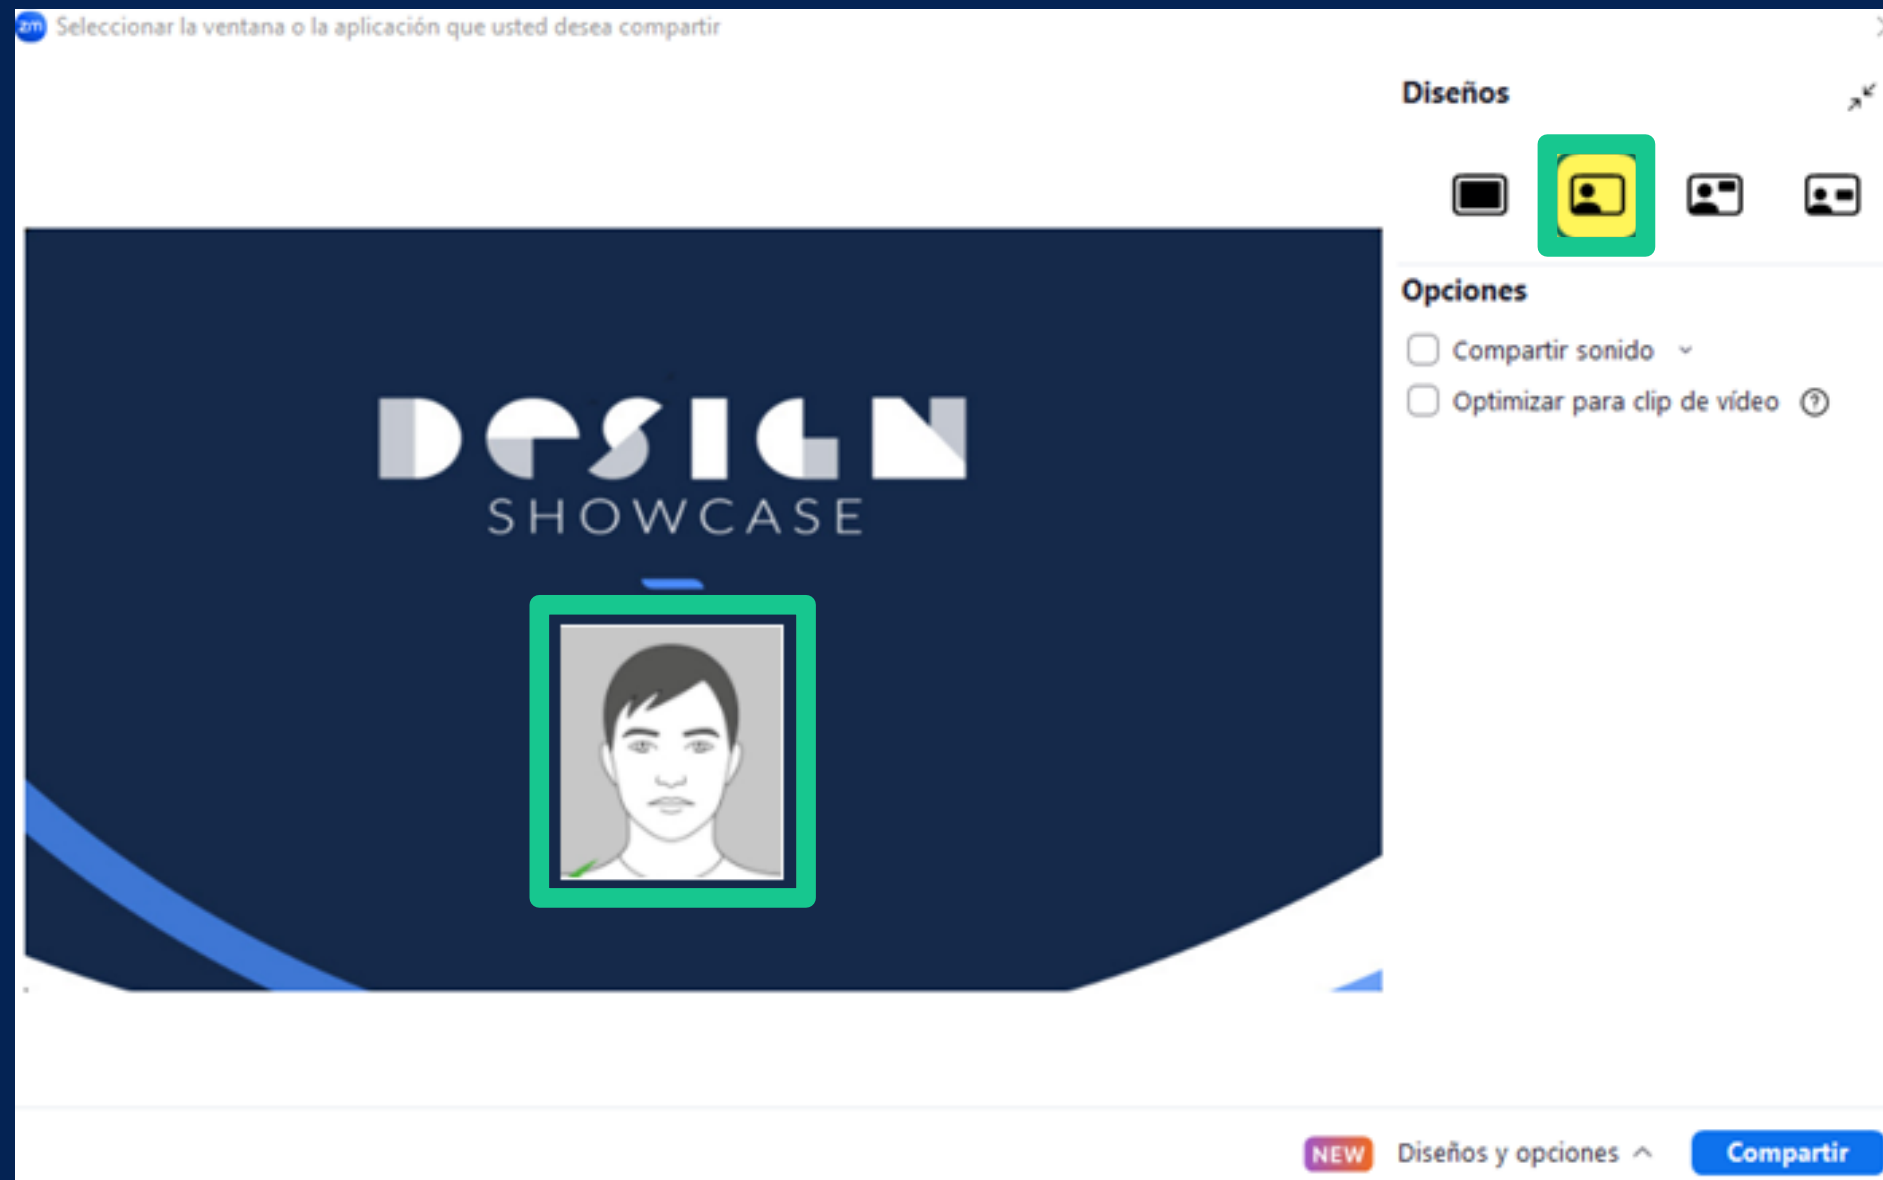 zm Seleccionar la ventana o la aplicación que usted desea compartir
Diseños
Opciones
Compartir sonido
Optimizar para clip de vídeo ?
DeSIGN
SHOWCASE
NEW Diseños y opciones Compartir